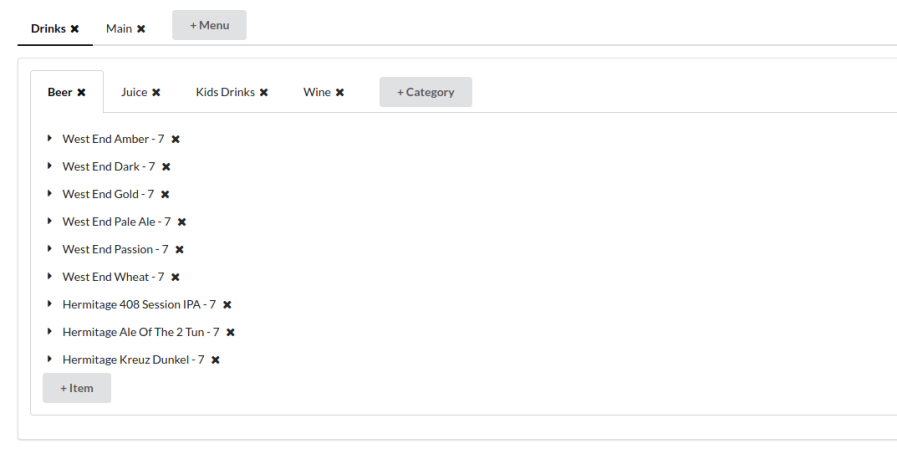 Drinks ✖ Main ✖ + Menu
Beer ✖ Juice ✖ Kids Drinks ✖ Wine ✖ + Category
West End Amber - 7 ✖
West End Dark - 7 ✖
West End Gold - 7 ✖
West End Pale Ale - 7 ✖
West End Passion - 7 ✖
West End Wheat - 7 ✖
Hermitage 408 Session IPA - 7 ✖
Hermitage Ale Of The 2 Tun - 7 ✖
Hermitage Kreuz Dunkel - 7 ✖
+ Item